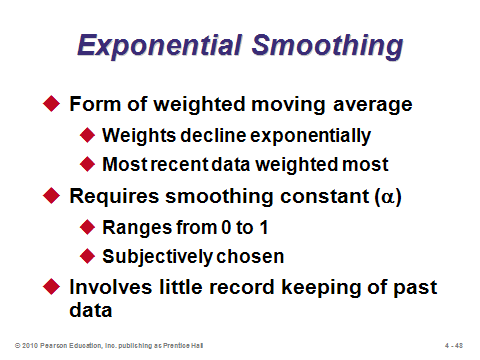 Exponential Smoothing
◆ Form of weighted moving average
◆ Weights decline exponentially
◆ Most recent data weighted most
◆ Requires smoothing constant (α)
◆ Ranges from 0 to 1
◆ Subjectively chosen
◆ Involves little record keeping of past
data
© 2010 Pearson Education, Inc. publishing as Prentice Hall
4 - 48